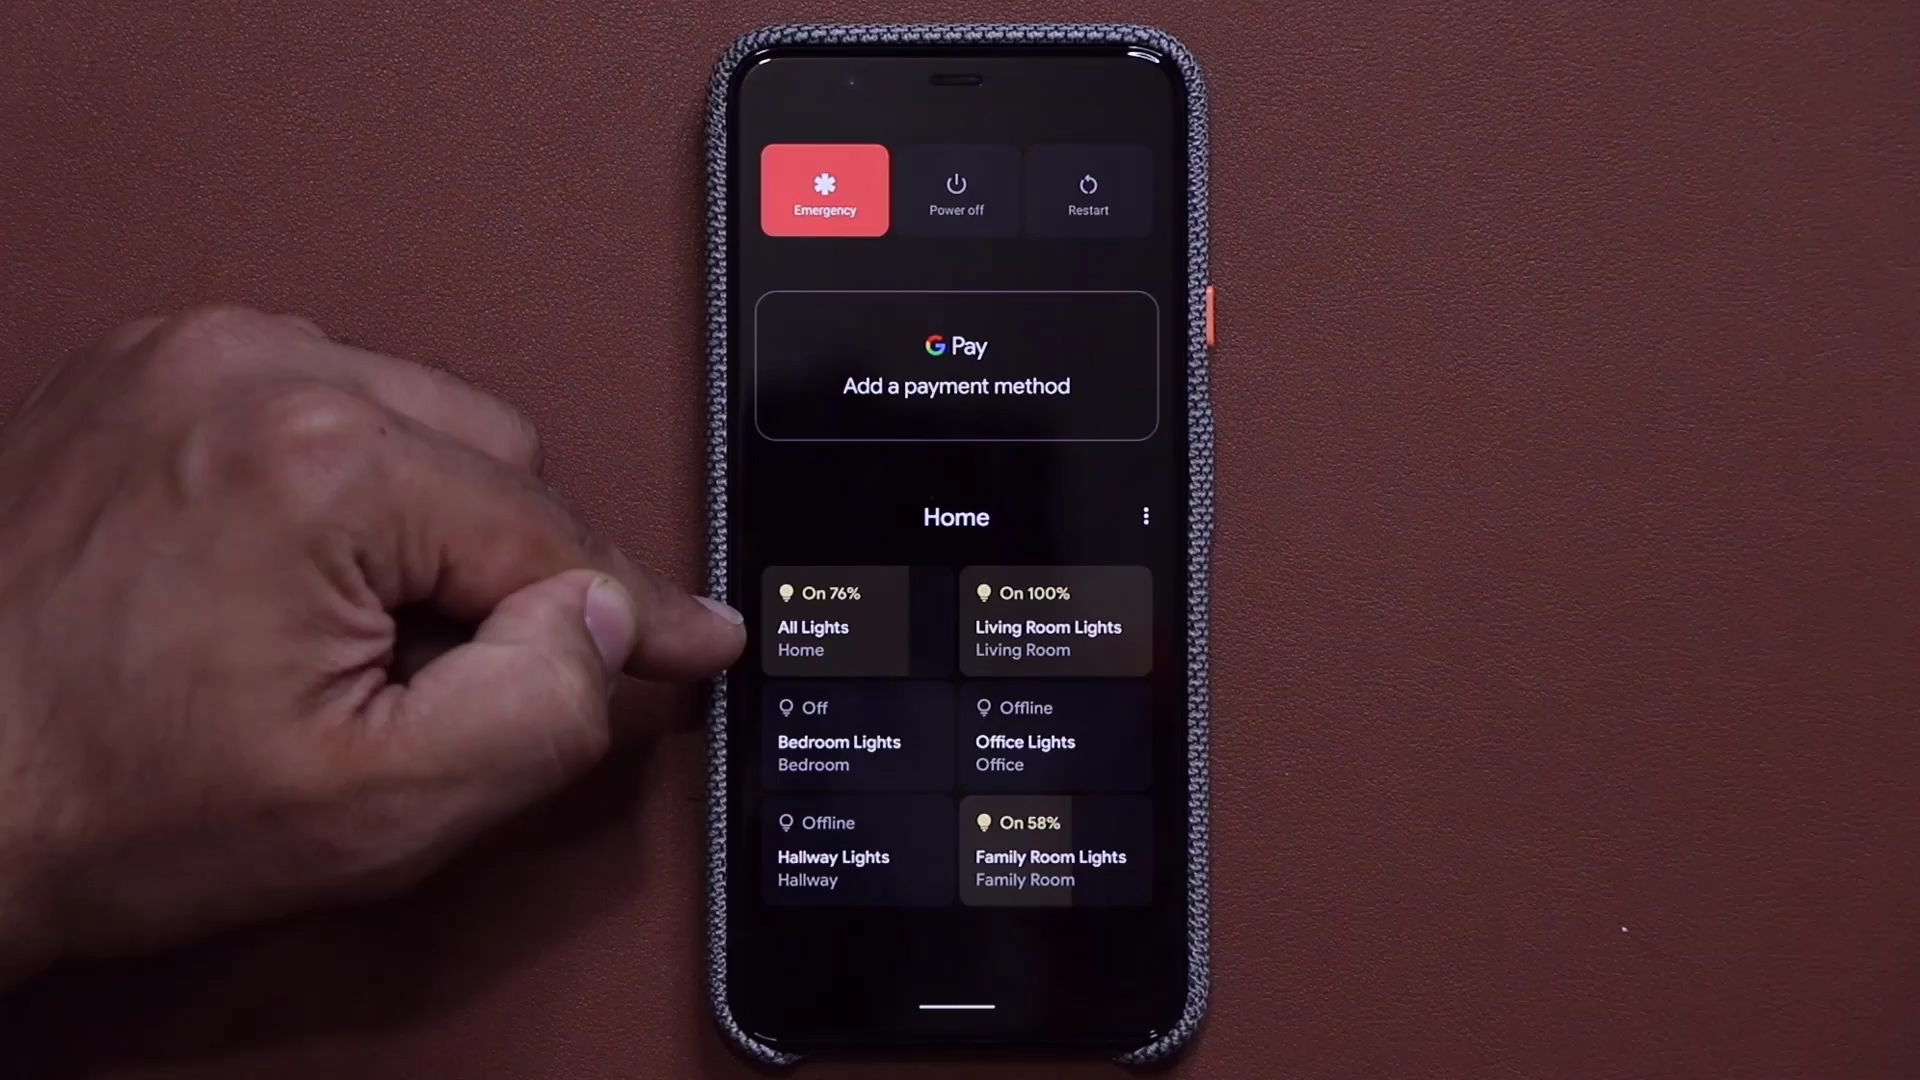 Emergency
Power off
Restart
G Pay
Add a payment method
Home
On 76%
All Lights
Home
On 100%
Living Room Lights
Living Room
Off
Bedroom Lights
Bedroom
Offline
Office Lights
Office
Offline
Hallway Lights
Hallway
On 58%
Family Room Lights
Family Room